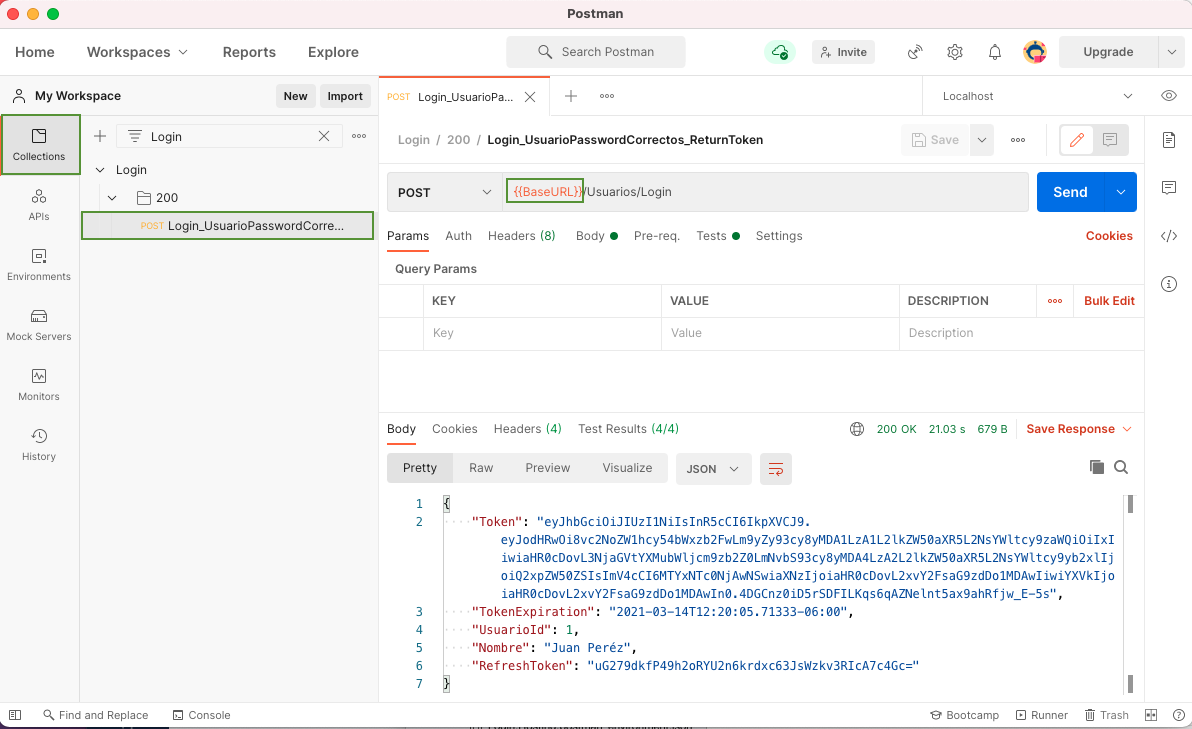 Postman
Home Workspaces Reports Explore Search Postman Invite Upgrade
My Workspace New Import
POST Login_UsuarioPa... Localhost
Collections
Login
Login / 200 / Login_UsuarioPasswordCorrectos_ReturnToken Save
Login
200
POST Login_UsuarioPasswordCorre...
APIs
Environments
Mock Servers
Monitors
History
POST {{BaseURL}}/Usuarios/Login Send
Params Auth Headers (8) Body Pre-req. Tests Settings Cookies
Query Params
KEY VALUE DESCRIPTION Bulk Edit
Key Value Description
Body Cookies Headers (4) Test Results (4/4) 200 OK 21.03 s 679 B Save Response
Pretty Raw Preview Visualize JSON
1 {
2 "Token": "eyJhbGciOiJIUzI1NiIsInR5cCI6IkpXVCJ9.
eyJodHRwOi8vc2NoZW1hcy54bWxzb2FwLm9yZy93cy8yMDA1LzA1L2lkZW50aXR5L2NsYWltcy9zaWQiOiIxI
iwiaHR0cDovL3NjaGVtYXMubWljcm9zb2Z0LmNvbS93cy8yMDA4LzA2L2lkZW50aXR5L2NsYWltcy9yb2xlIj
oiQ2xpZW50ZSIsImV4cCI6MTYxNTc0NjAwNSwiaXNzIjoiaHR0cDovL2xvY2FsaG9zdDo1MDAwIiwiYXVkIjo
iaHR0cDovL2xvY2FsaG9zdDo1MDAwIn0.4DGCnz0iD5rSDFILKqs6qAZNelnt5ax9ahRfjw_E-5s",
3 "TokenExpiration": "2021-03-14T12:20:05.71333-06:00",
4 "UsuarioId": 1,
5 "Nombre": "Juan Peréz",
6 "RefreshToken": "uG279dkfP49h2oRYU2n6krdxc63JsWzkv3RIcA7c4Gc="
7 }
Find and Replace Console Bootcamp Runner Trash